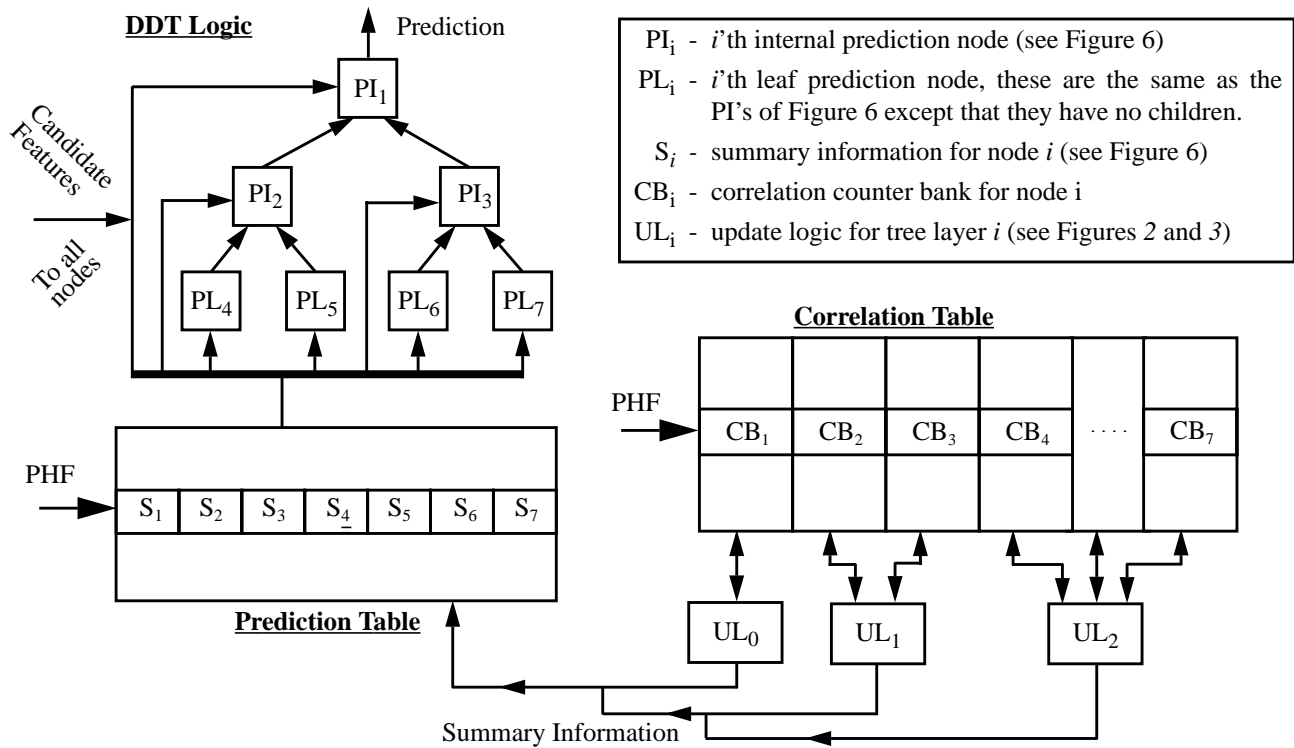 DDT Logic
Prediction
PI₁
Candidate
Features
To all
nodes
PI₂
PI₃
PL₄
PL₅
PL₆
PL₇
PHF
S₁ S₂ S₃ S₄ S₅ S₆ S₇
Prediction Table
PIᵢ - i'th internal prediction node (see Figure 6)
PLᵢ - i'th leaf prediction node, these are the same as the
PI's of Figure 6 except that they have no children.
Sᵢ - summary information for node i (see Figure 6)
CBᵢ - correlation counter bank for node i
ULᵢ - update logic for tree layer i (see Figures 2 and 3)
Correlation Table
PHF
CB₁ CB₂ CB₃ CB₄ .... CB₇
UL₀
UL₁
UL₂
Summary Information